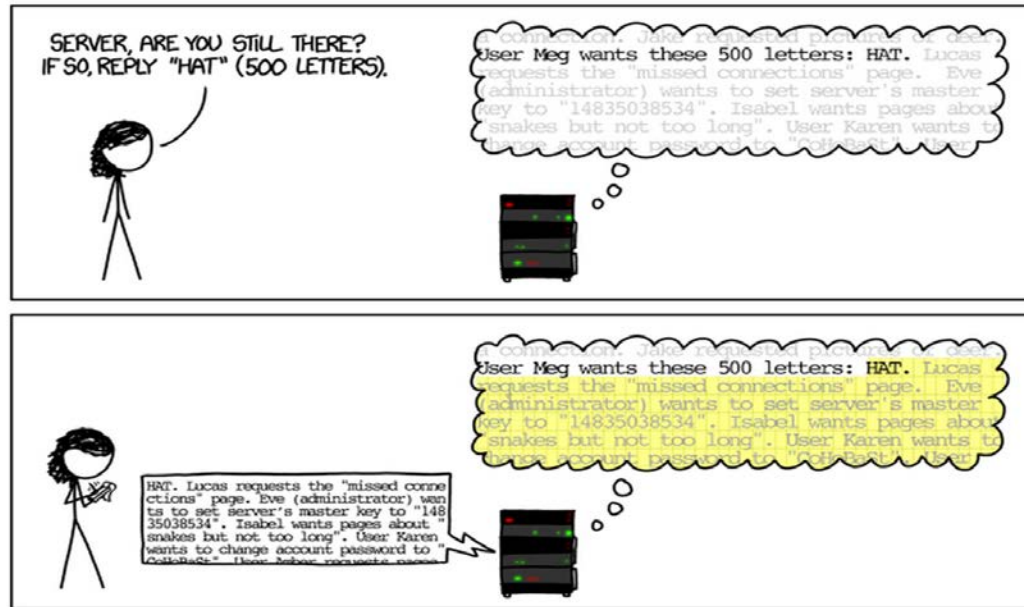 SERVER, ARE YOU STILL THERE?
IF SO, REPLY "HAT" (500 LETTERS).
a connection. Jake requested pictures of deer.
User Meg wants these 500 letters: HAT. Lucas
requests the "missed connections" page. Eve
(administrator) wants to set server's master
key to "14835038534". Isabel wants pages about
snakes but not too long". User Karen wants to
change account password to "CoHoBaSt". User
a connection. Jake requested pictures of deer.
User Meg wants these 500 letters: HAT. Lucas
requests the "missed connections" page. Eve
(administrator) wants to set server's master
key to "14835038534". Isabel wants pages about
snakes but not too long". User Karen wants to
change account password to "CoHoBaSt". User
HAT. Lucas requests the "missed conne
ctions" page. Eve (administrator) wan
ts to set server's master key to "148
35038534". Isabel wants pages about "
snakes but not too long". User Karen
wants to change account password to "
CoHoBaSt". User Amber requests pages